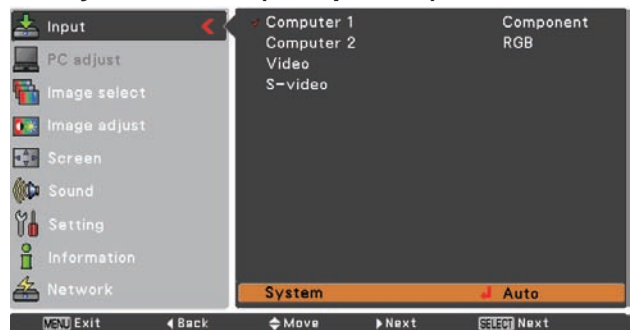 Input
PC adjust
Image select
Image adjust
Screen
Sound
Setting
Information
Network
Computer 1 Component
Computer 2 RGB
Video
S-video
System Auto
MENU Exit Back Move Next SELECT Next